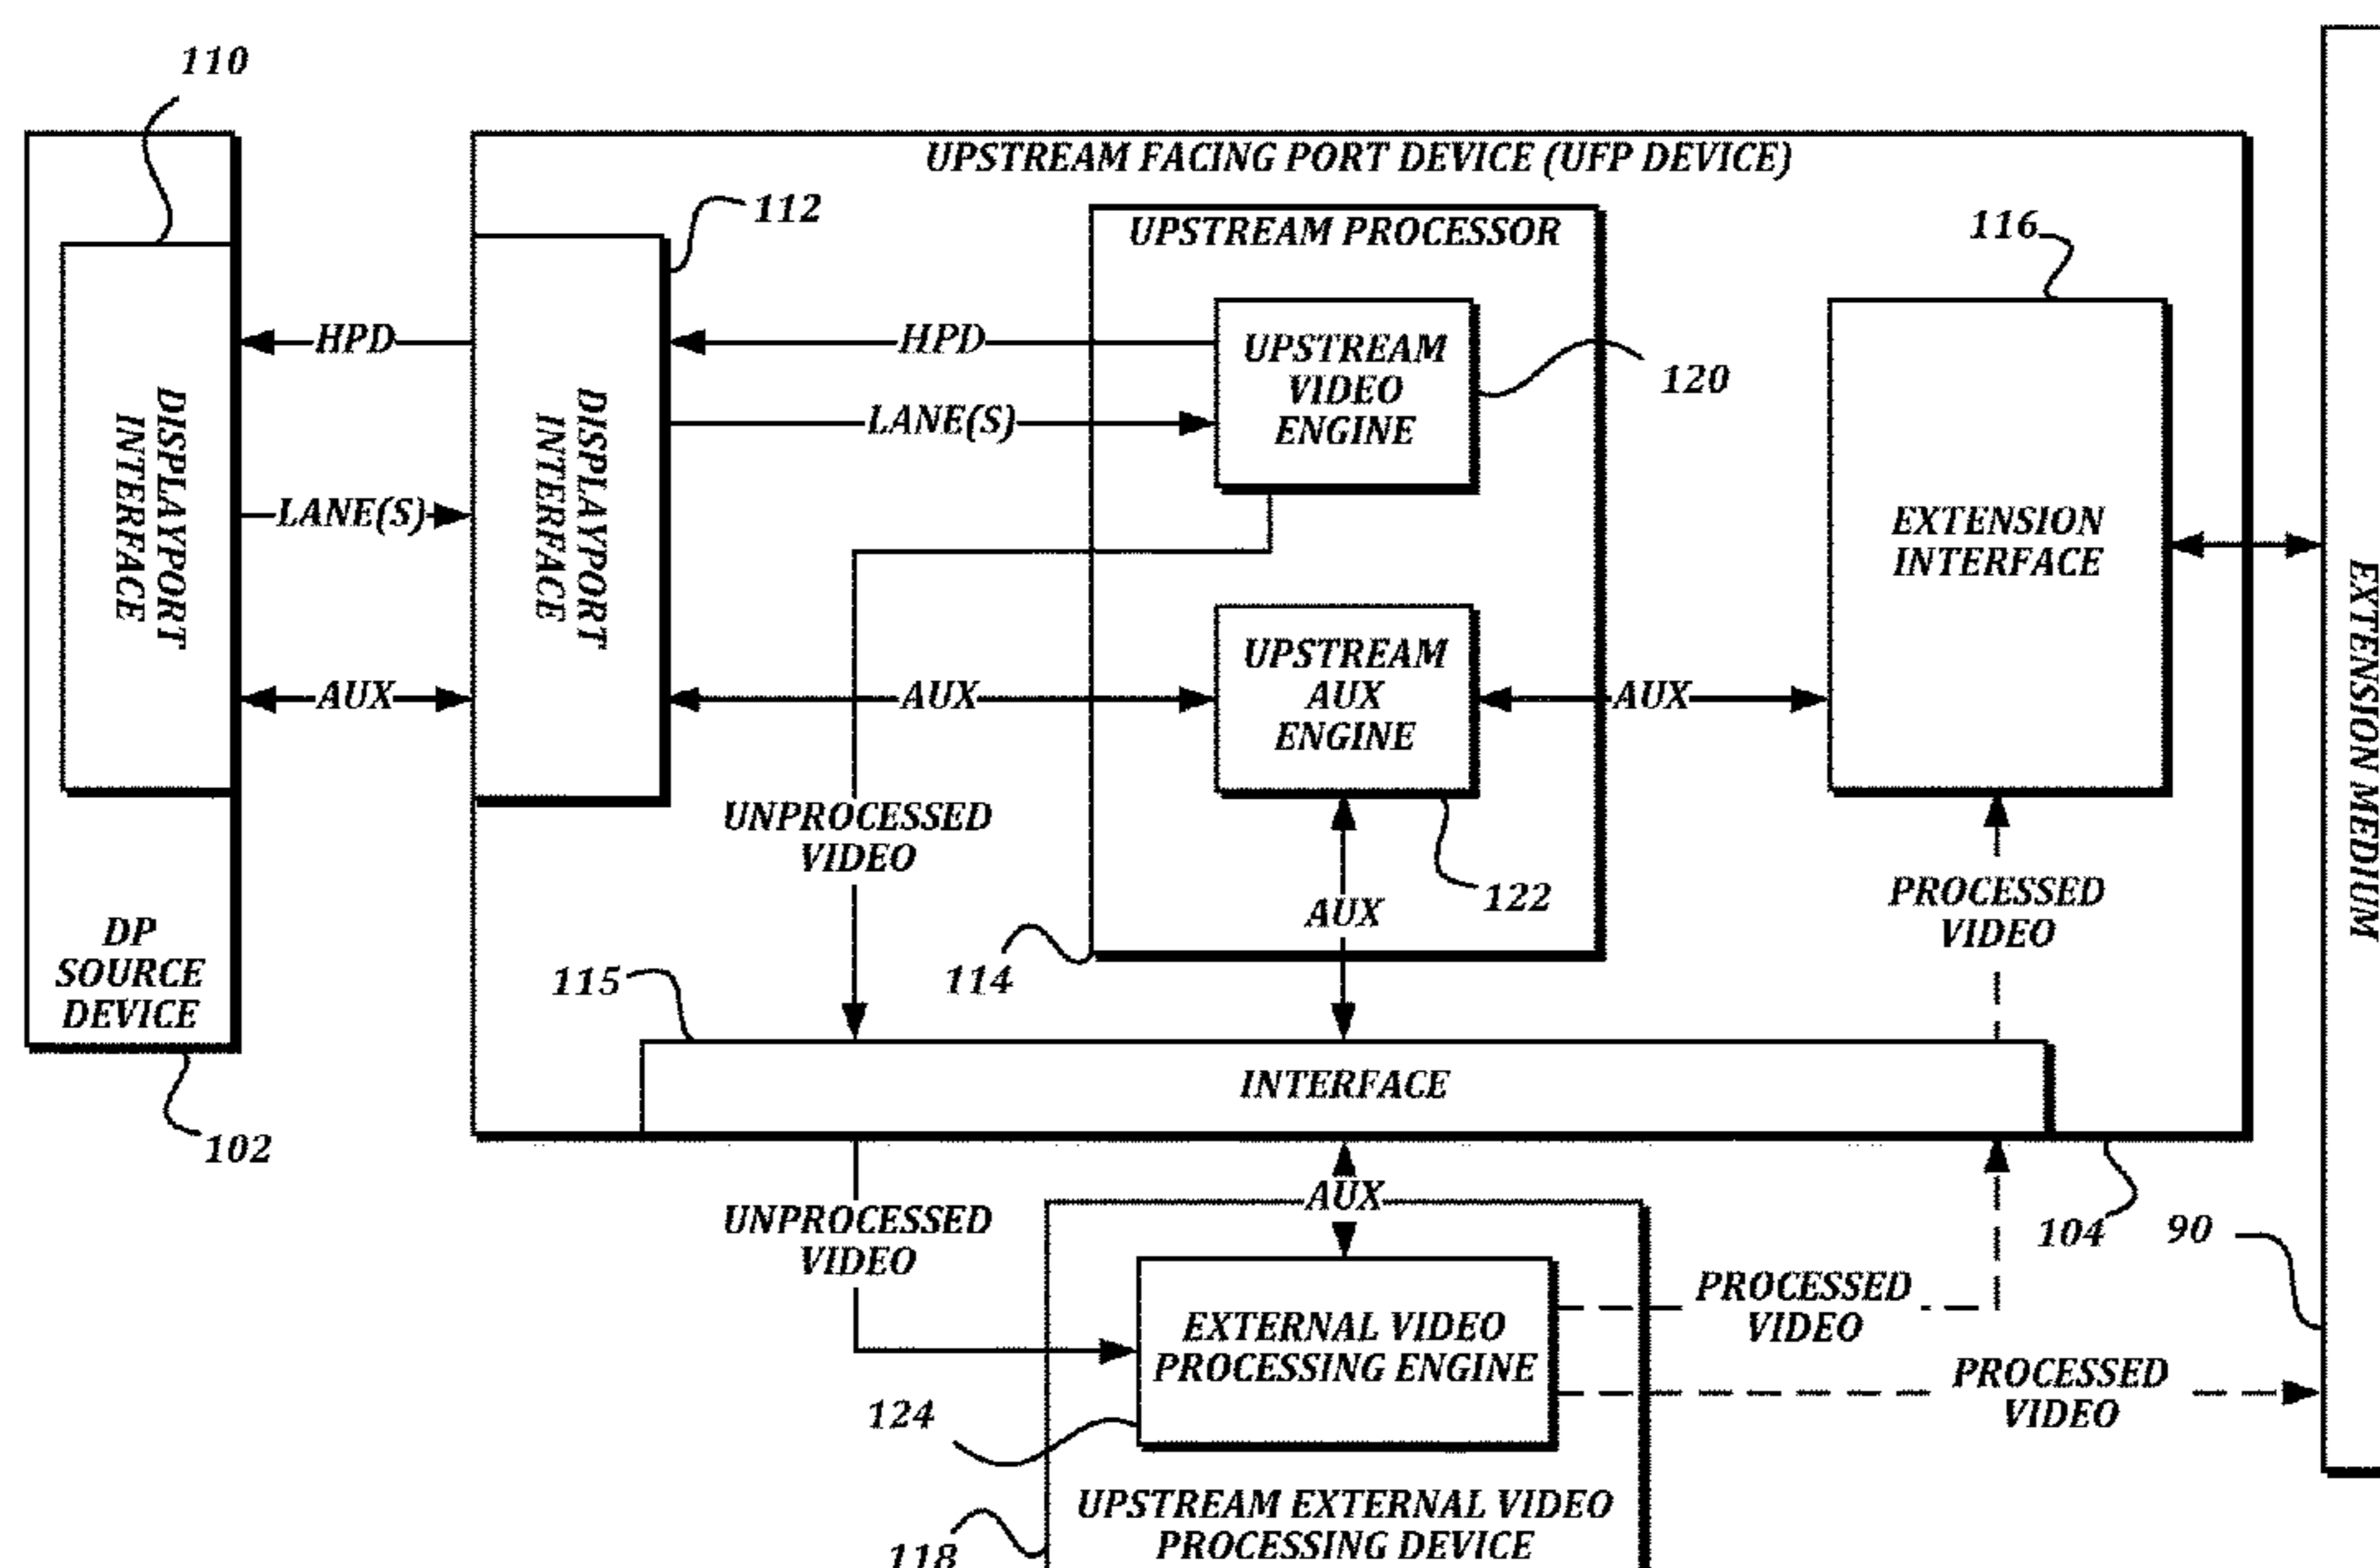 110
UPSTREAM FACING PORT DEVICE (UFP DEVICE)
112
UPSTREAM PROCESSOR
116
HPD
HPD
UPSTREAM
VIDEO
ENGINE
120
LANE(S)
DISPLAYPORT
INTERFACE
DISPLAYPORT
INTERFACE
LANE(S)
EXTENSION
INTERFACE
EXTENSION MEDIUM
UPSTREAM
AUX
ENGINE
AUX
AUX
AUX
UNPROCESSED
VIDEO
122
AUX
PROCESSED
VIDEO
DP
SOURCE
DEVICE
115
114
INTERFACE
102
UNPROCESSED
VIDEO
AUX
104
90
EXTERNAL VIDEO
PROCESSING ENGINE
PROCESSED
VIDEO
PROCESSED
VIDEO
124
UPSTREAM EXTERNAL VIDEO
PROCESSING DEVICE
118